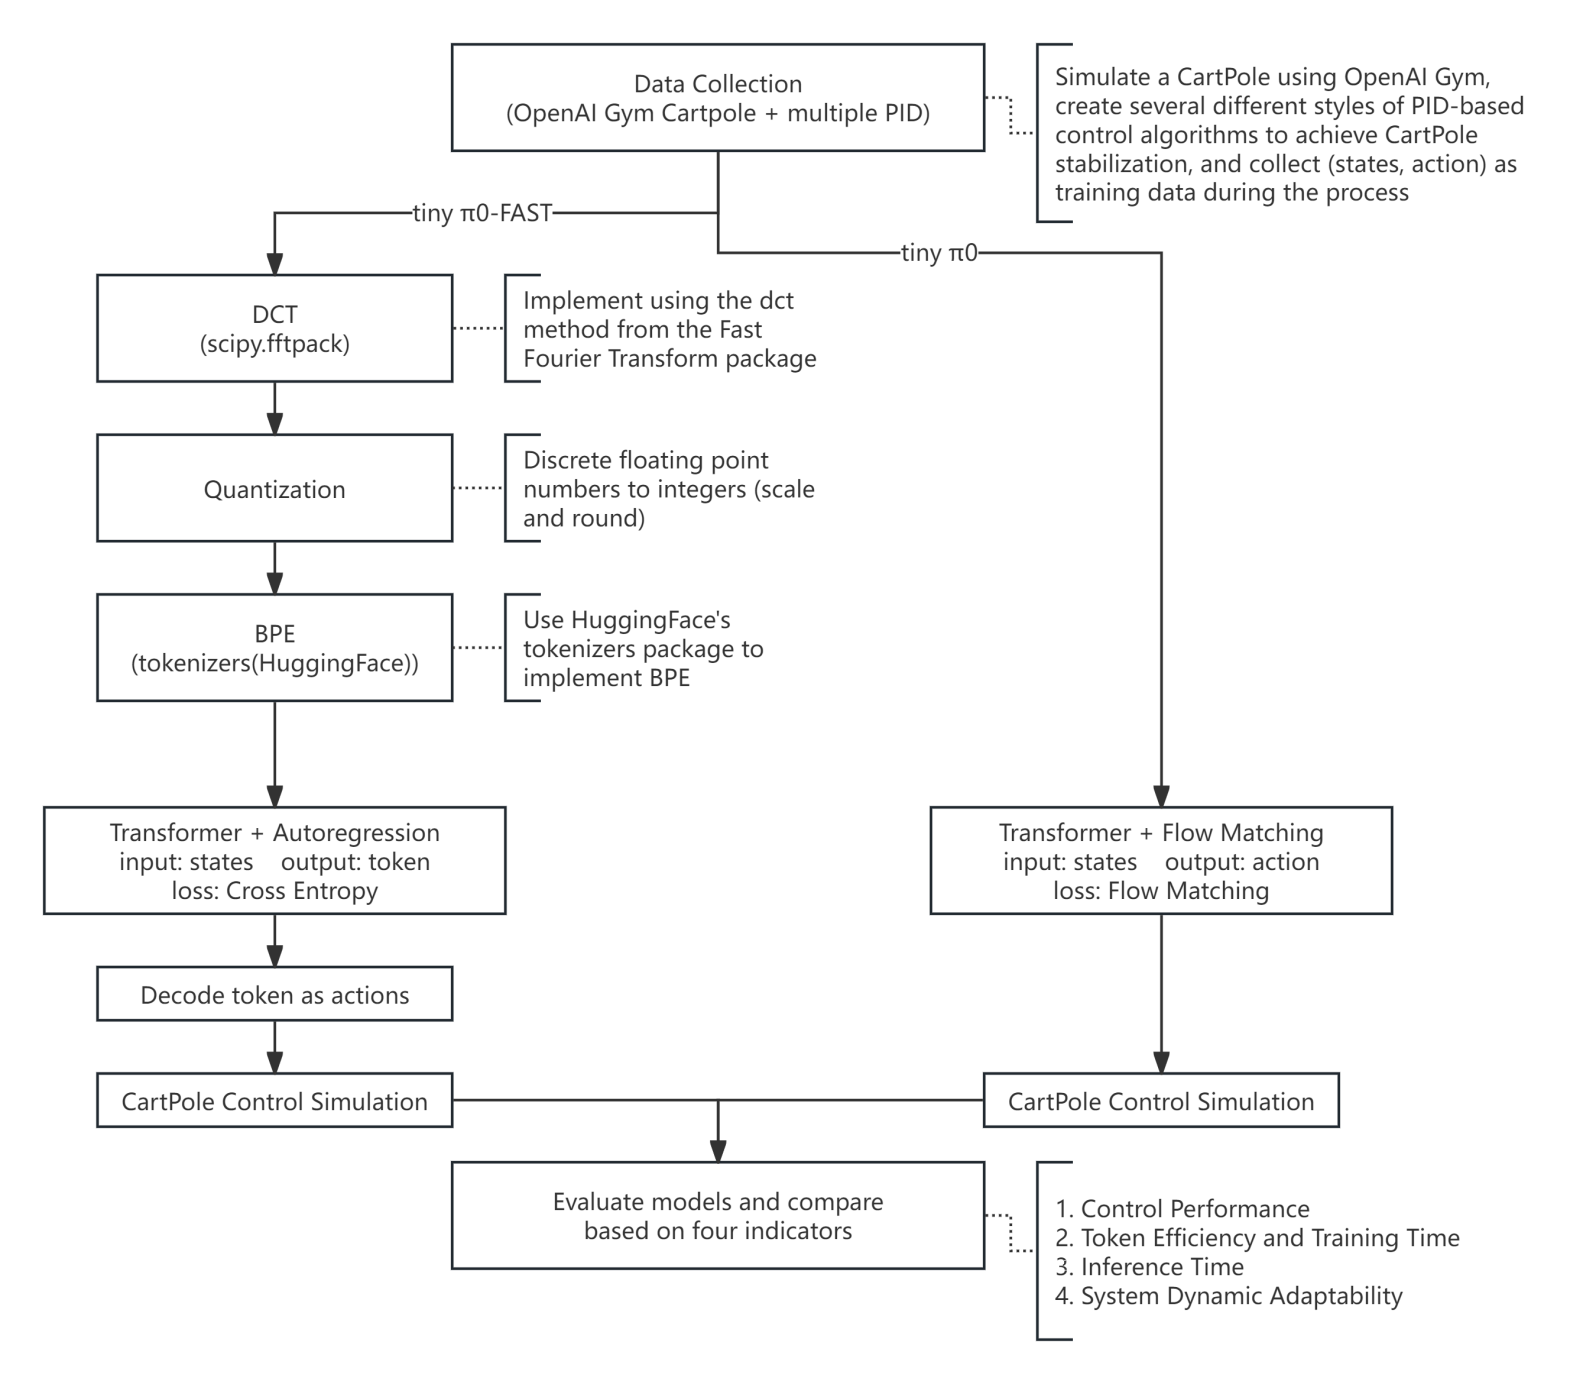 Data Collection
(OpenAI Gym Cartpole + multiple PID)
Simulate a CartPole using OpenAI Gym,
create several different styles of PID-based
control algorithms to achieve CartPole
stabilization, and collect (states, action) as
training data during the process
tiny π0-FAST
tiny π0
DCT
(scipy.fftpack)
Implement using the dct
method from the Fast
Fourier Transform package
Quantization
Discrete floating point
numbers to integers (scale
and round)
BPE
(tokenizers(HuggingFace))
Use HuggingFace's
tokenizers package to
implement BPE
Transformer + Autoregression
input: states    output: token
loss: Cross Entropy
Transformer + Flow Matching
input: states    output: action
loss: Flow Matching
Decode token as actions
CartPole Control Simulation
CartPole Control Simulation
Evaluate models and compare
based on four indicators
1. Control Performance
2. Token Efficiency and Training Time
3. Inference Time
4. System Dynamic Adaptability